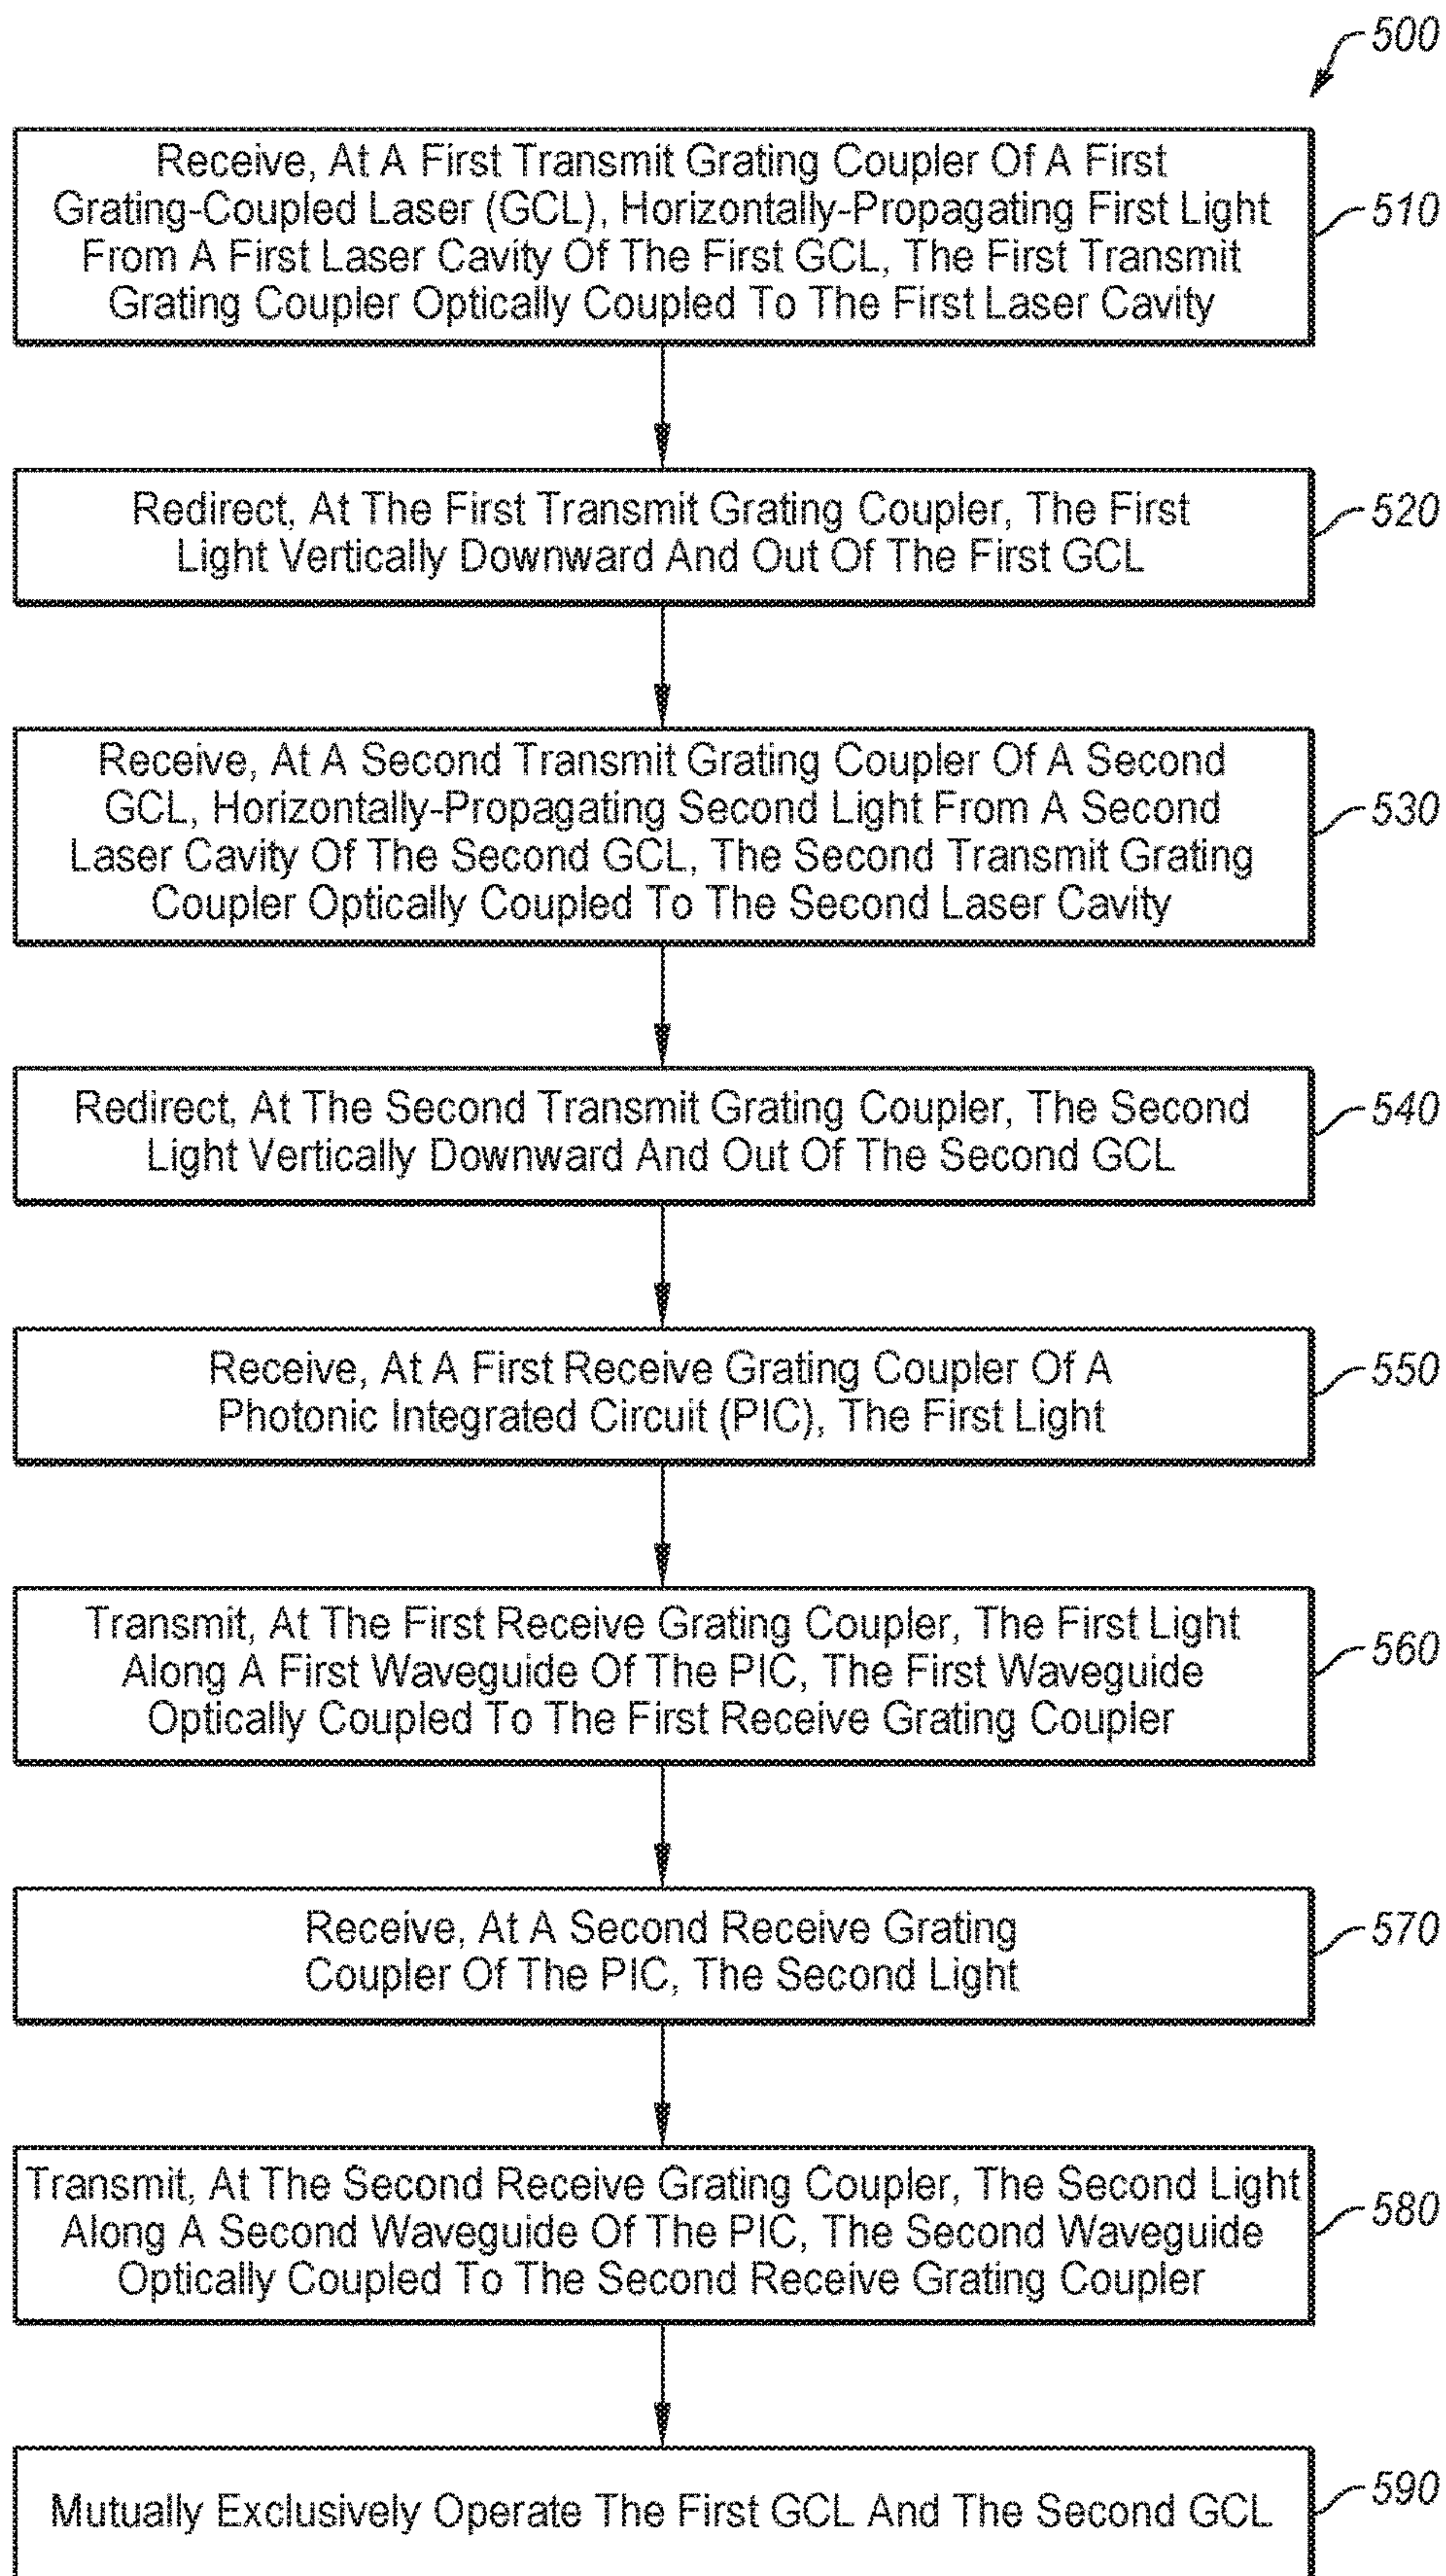 500
Receive, At A First Transmit Grating Coupler Of A First
Grating-Coupled Laser (GCL), Horizontally-Propagating First Light
From A First Laser Cavity Of The First GCL, The First Transmit
Grating Coupler Optically Coupled To The First Laser Cavity
510
Redirect, At The First Transmit Grating Coupler, The First
Light Vertically Downward And Out Of The First GCL
520
Receive, At A Second Transmit Grating Coupler Of A Second
GCL, Horizontally-Propagating Second Light From A Second
Laser Cavity Of The Second GCL, The Second Transmit Grating
Coupler Optically Coupled To The Second Laser Cavity
530
Redirect, At The Second Transmit Grating Coupler, The Second
Light Vertically Downward And Out Of The Second GCL
540
Receive, At A First Receive Grating Coupler Of A
Photonic Integrated Circuit (PIC), The First Light
550
Transmit, At The First Receive Grating Coupler, The First Light
Along A First Waveguide Of The PIC, The First Waveguide
Optically Coupled To The First Receive Grating Coupler
560
Receive, At A Second Receive Grating
Coupler Of The PIC, The Second Light
570
Transmit, At The Second Receive Grating Coupler, The Second Light
Along A Second Waveguide Of The PIC, The Second Waveguide
Optically Coupled To The Second Receive Grating Coupler
580
Mutually Exclusively Operate The First GCL And The Second GCL
590